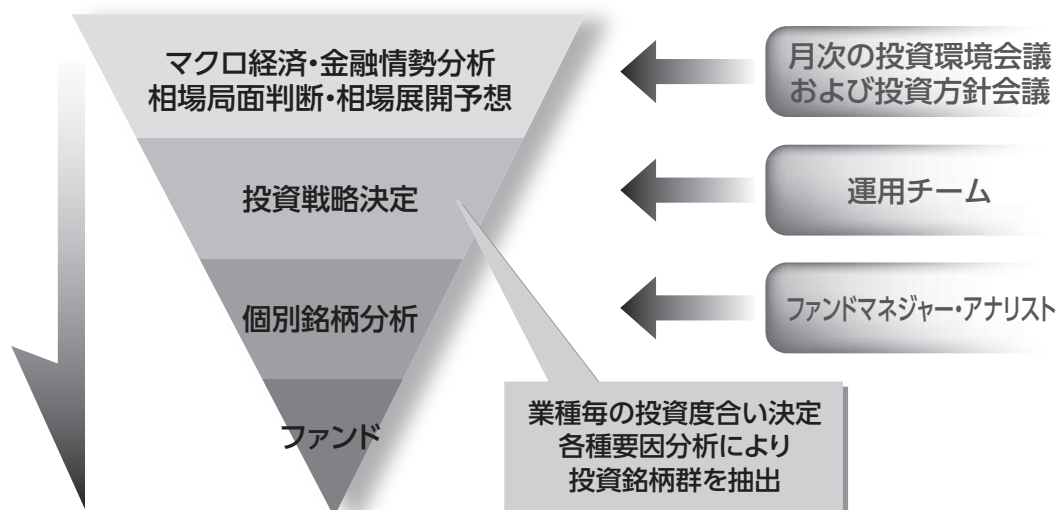 マクロ経済・金融情勢分析
相場局面判断・相場展開予想
月次の投資環境会議
および投資方針会議
投資戦略決定
運用チーム
個別銘柄分析
ファンドマネジャー・アナリスト
ファンド
業種毎の投資度合い決定
各種要因分析により
投資銘柄群を抽出